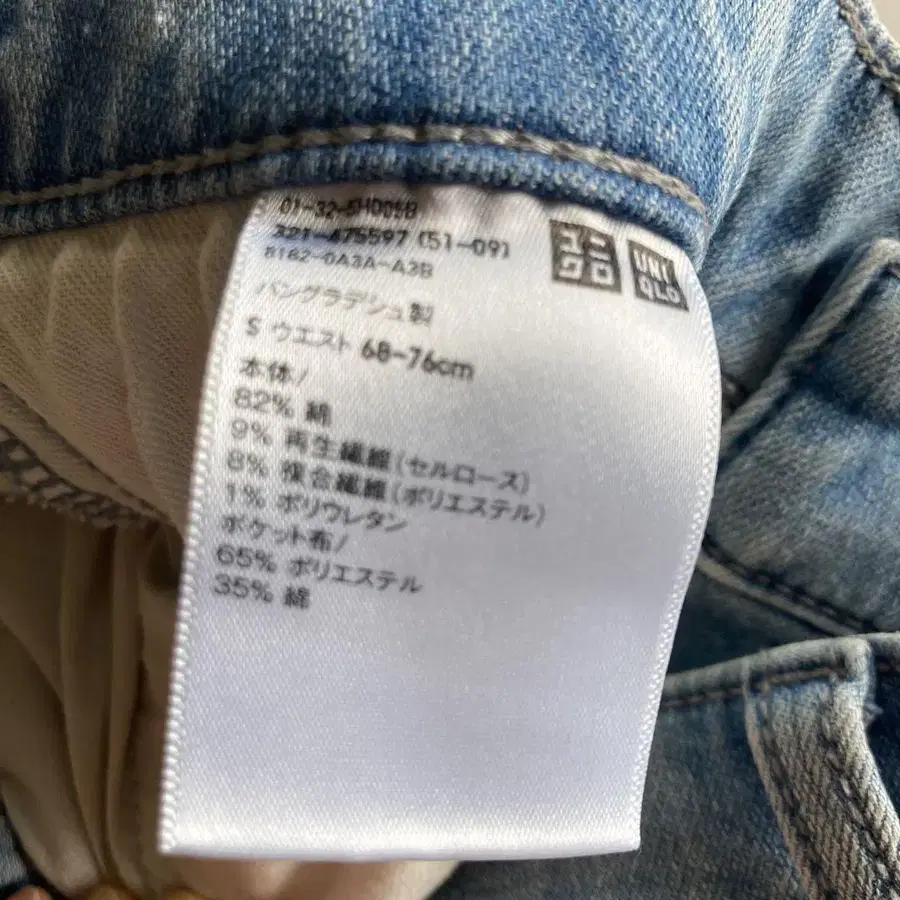 01-32-5H005B
321-475597 (51-09)
8162-0A3A-A3B
ユニ
クロ
UNI
QLO
バングラデシュ製
S ウエスト 68-76cm
本体/
82% 綿
9% 再生繊維(セルローズ)
8% 複合繊維(ポリエステル)
1% ポリウレタン
ポケット布/
65% ポリエステル
35% 綿